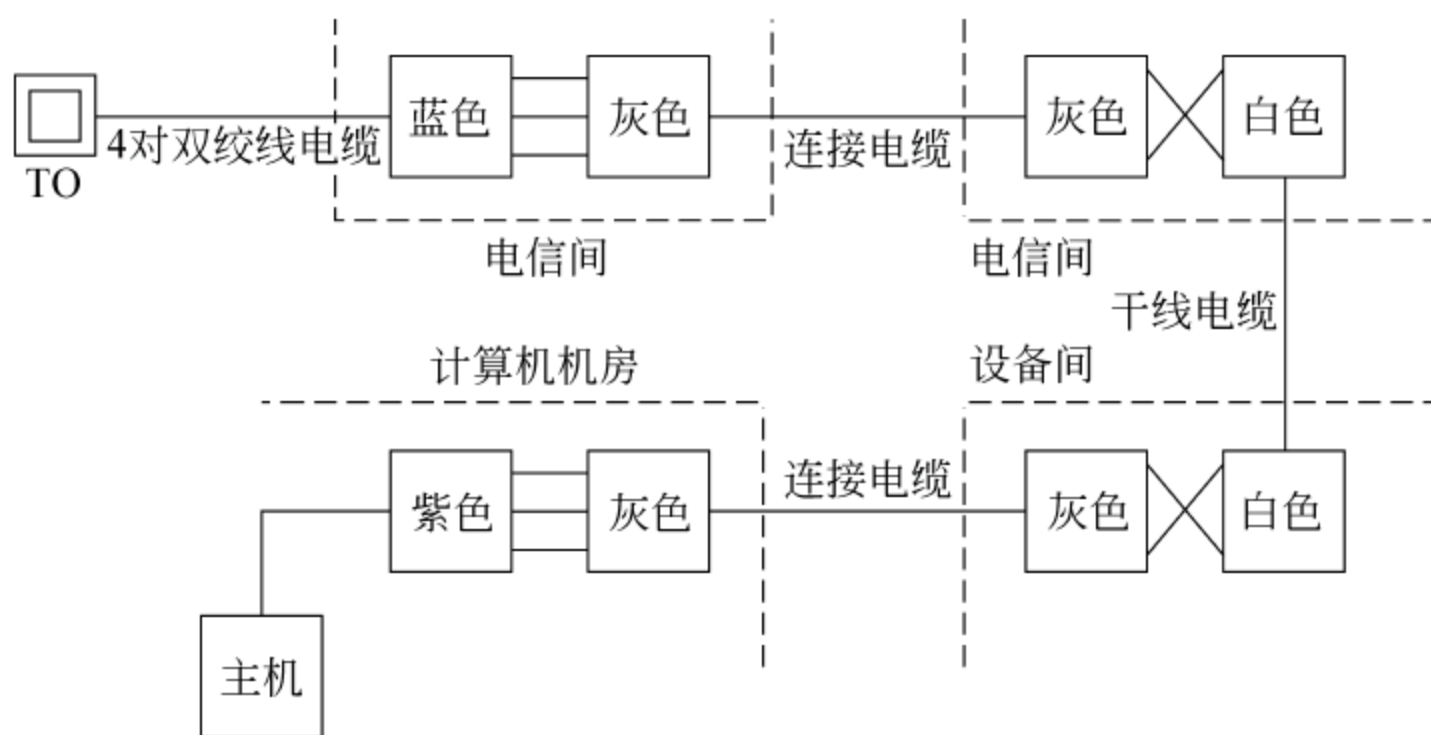 蓝色
灰色
灰色
白色
4对双绞线电缆
连接电缆
TO
电信间
电信间
干线电缆
计算机机房
设备间
连接电缆
紫色
灰色
灰色
白色
主机